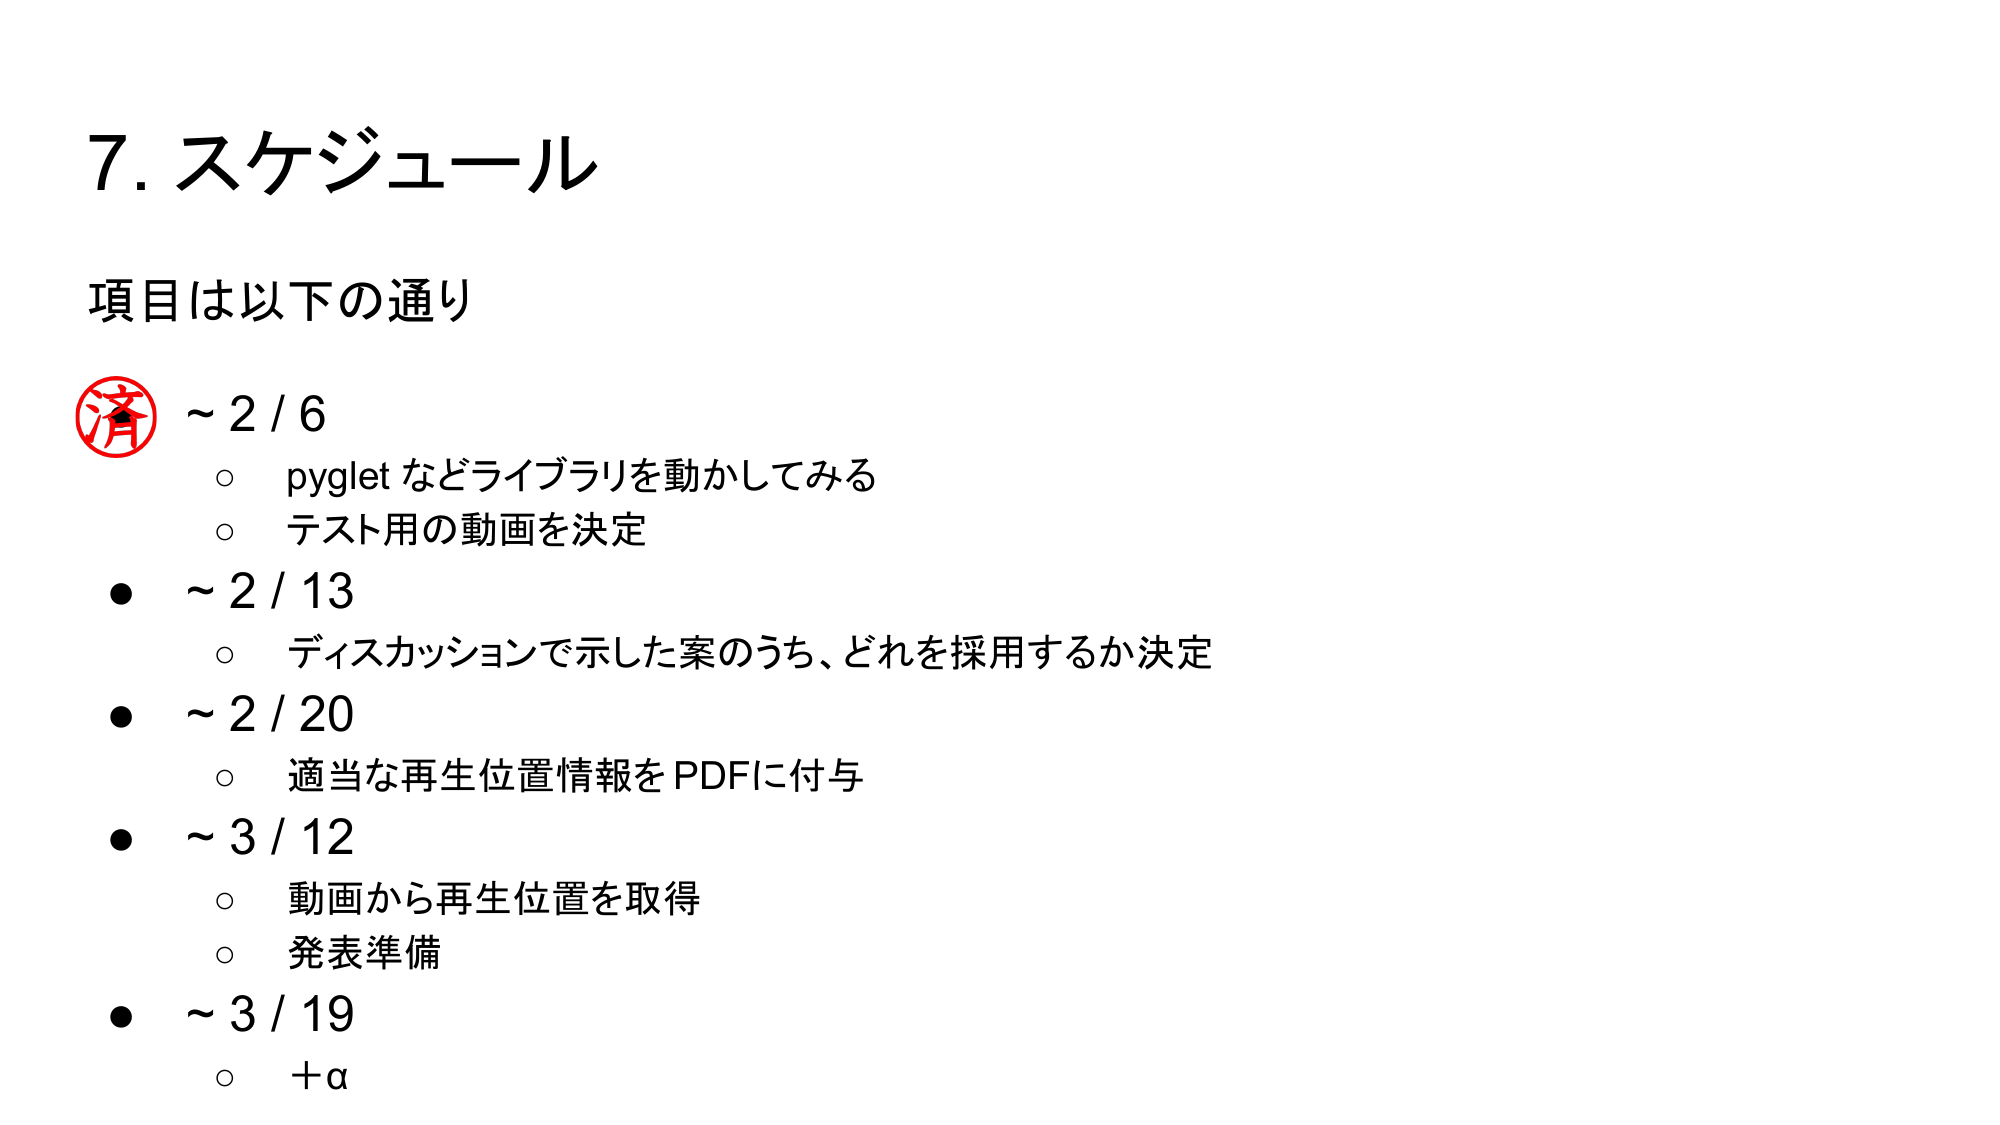 7. スケジュール
項目は以下の通り
済 ● ~ 2 / 6
○ pyglet などライブラリを動かしてみる
○ テスト用の動画を決定
● ~ 2 / 13
○ ディスカッションで示した案のうち、どれを採用するか決定
● ~ 2 / 20
○ 適当な再生位置情報をPDFに付与
● ~ 3 / 12
○ 動画から再生位置を取得
○ 発表準備
● ~ 3 / 19
○ ＋α